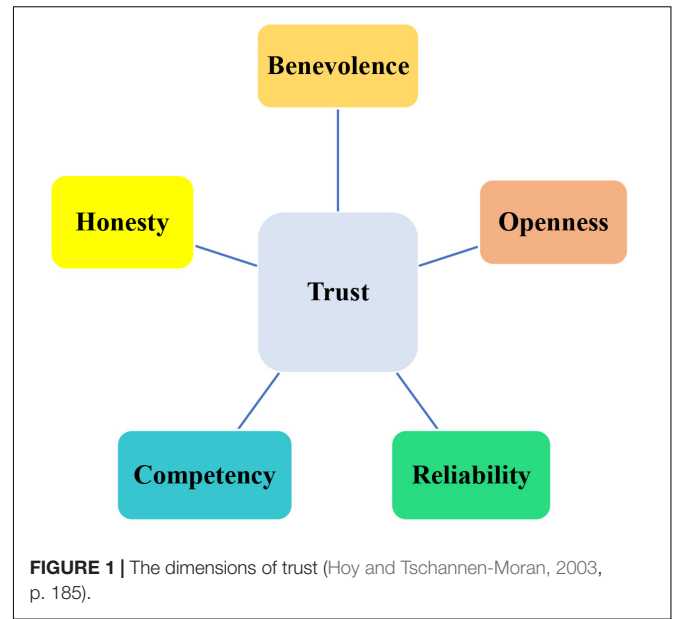 Benevolence
Honesty
Openness
Trust
Competency
Reliability
FIGURE 1 | The dimensions of trust (Hoy and Tschannen-Moran, 2003,
p. 185).